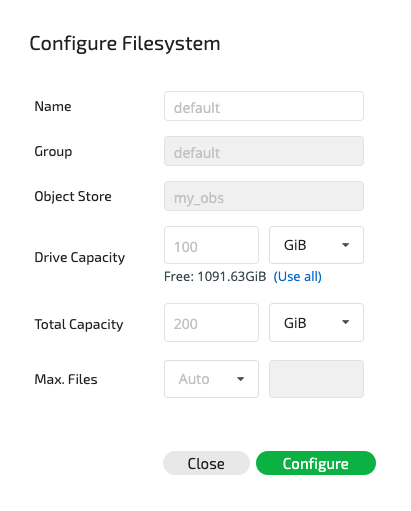 Configure Filesystem
Name default
Group default
Object Store my_obs
Drive Capacity 100 GiB
Free: 1091.63GiB (Use all)
Total Capacity 200 GiB
Max. Files Auto
Close Configure